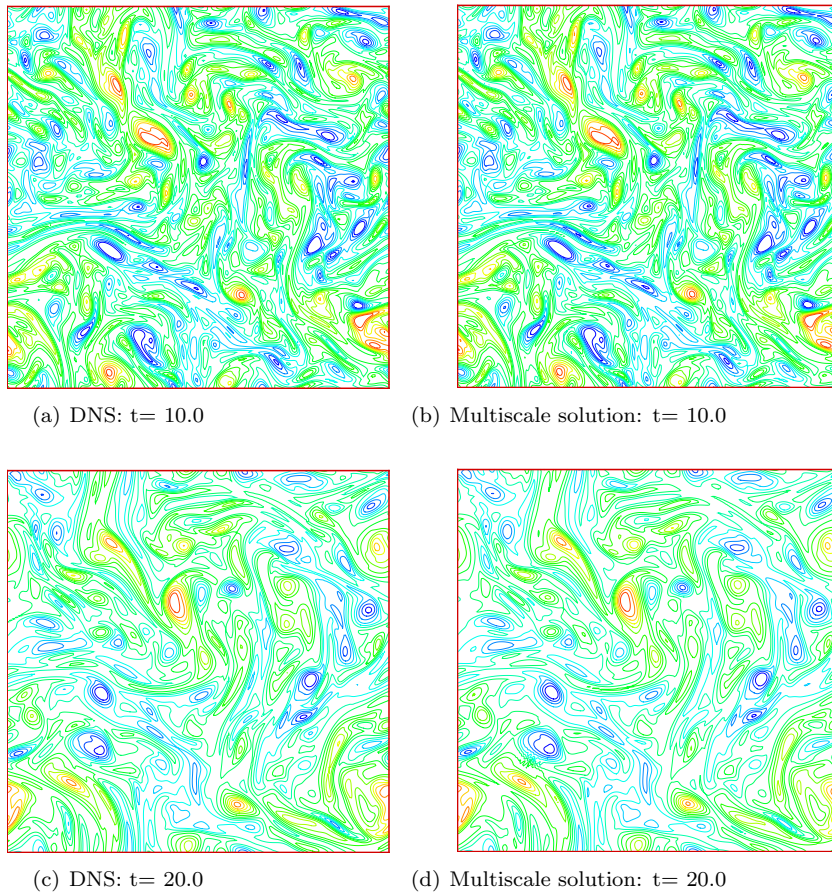 (a) DNS: t= 10.0
(b) Multiscale solution: t= 10.0
(c) DNS: t= 20.0
(d) Multiscale solution: t= 20.0